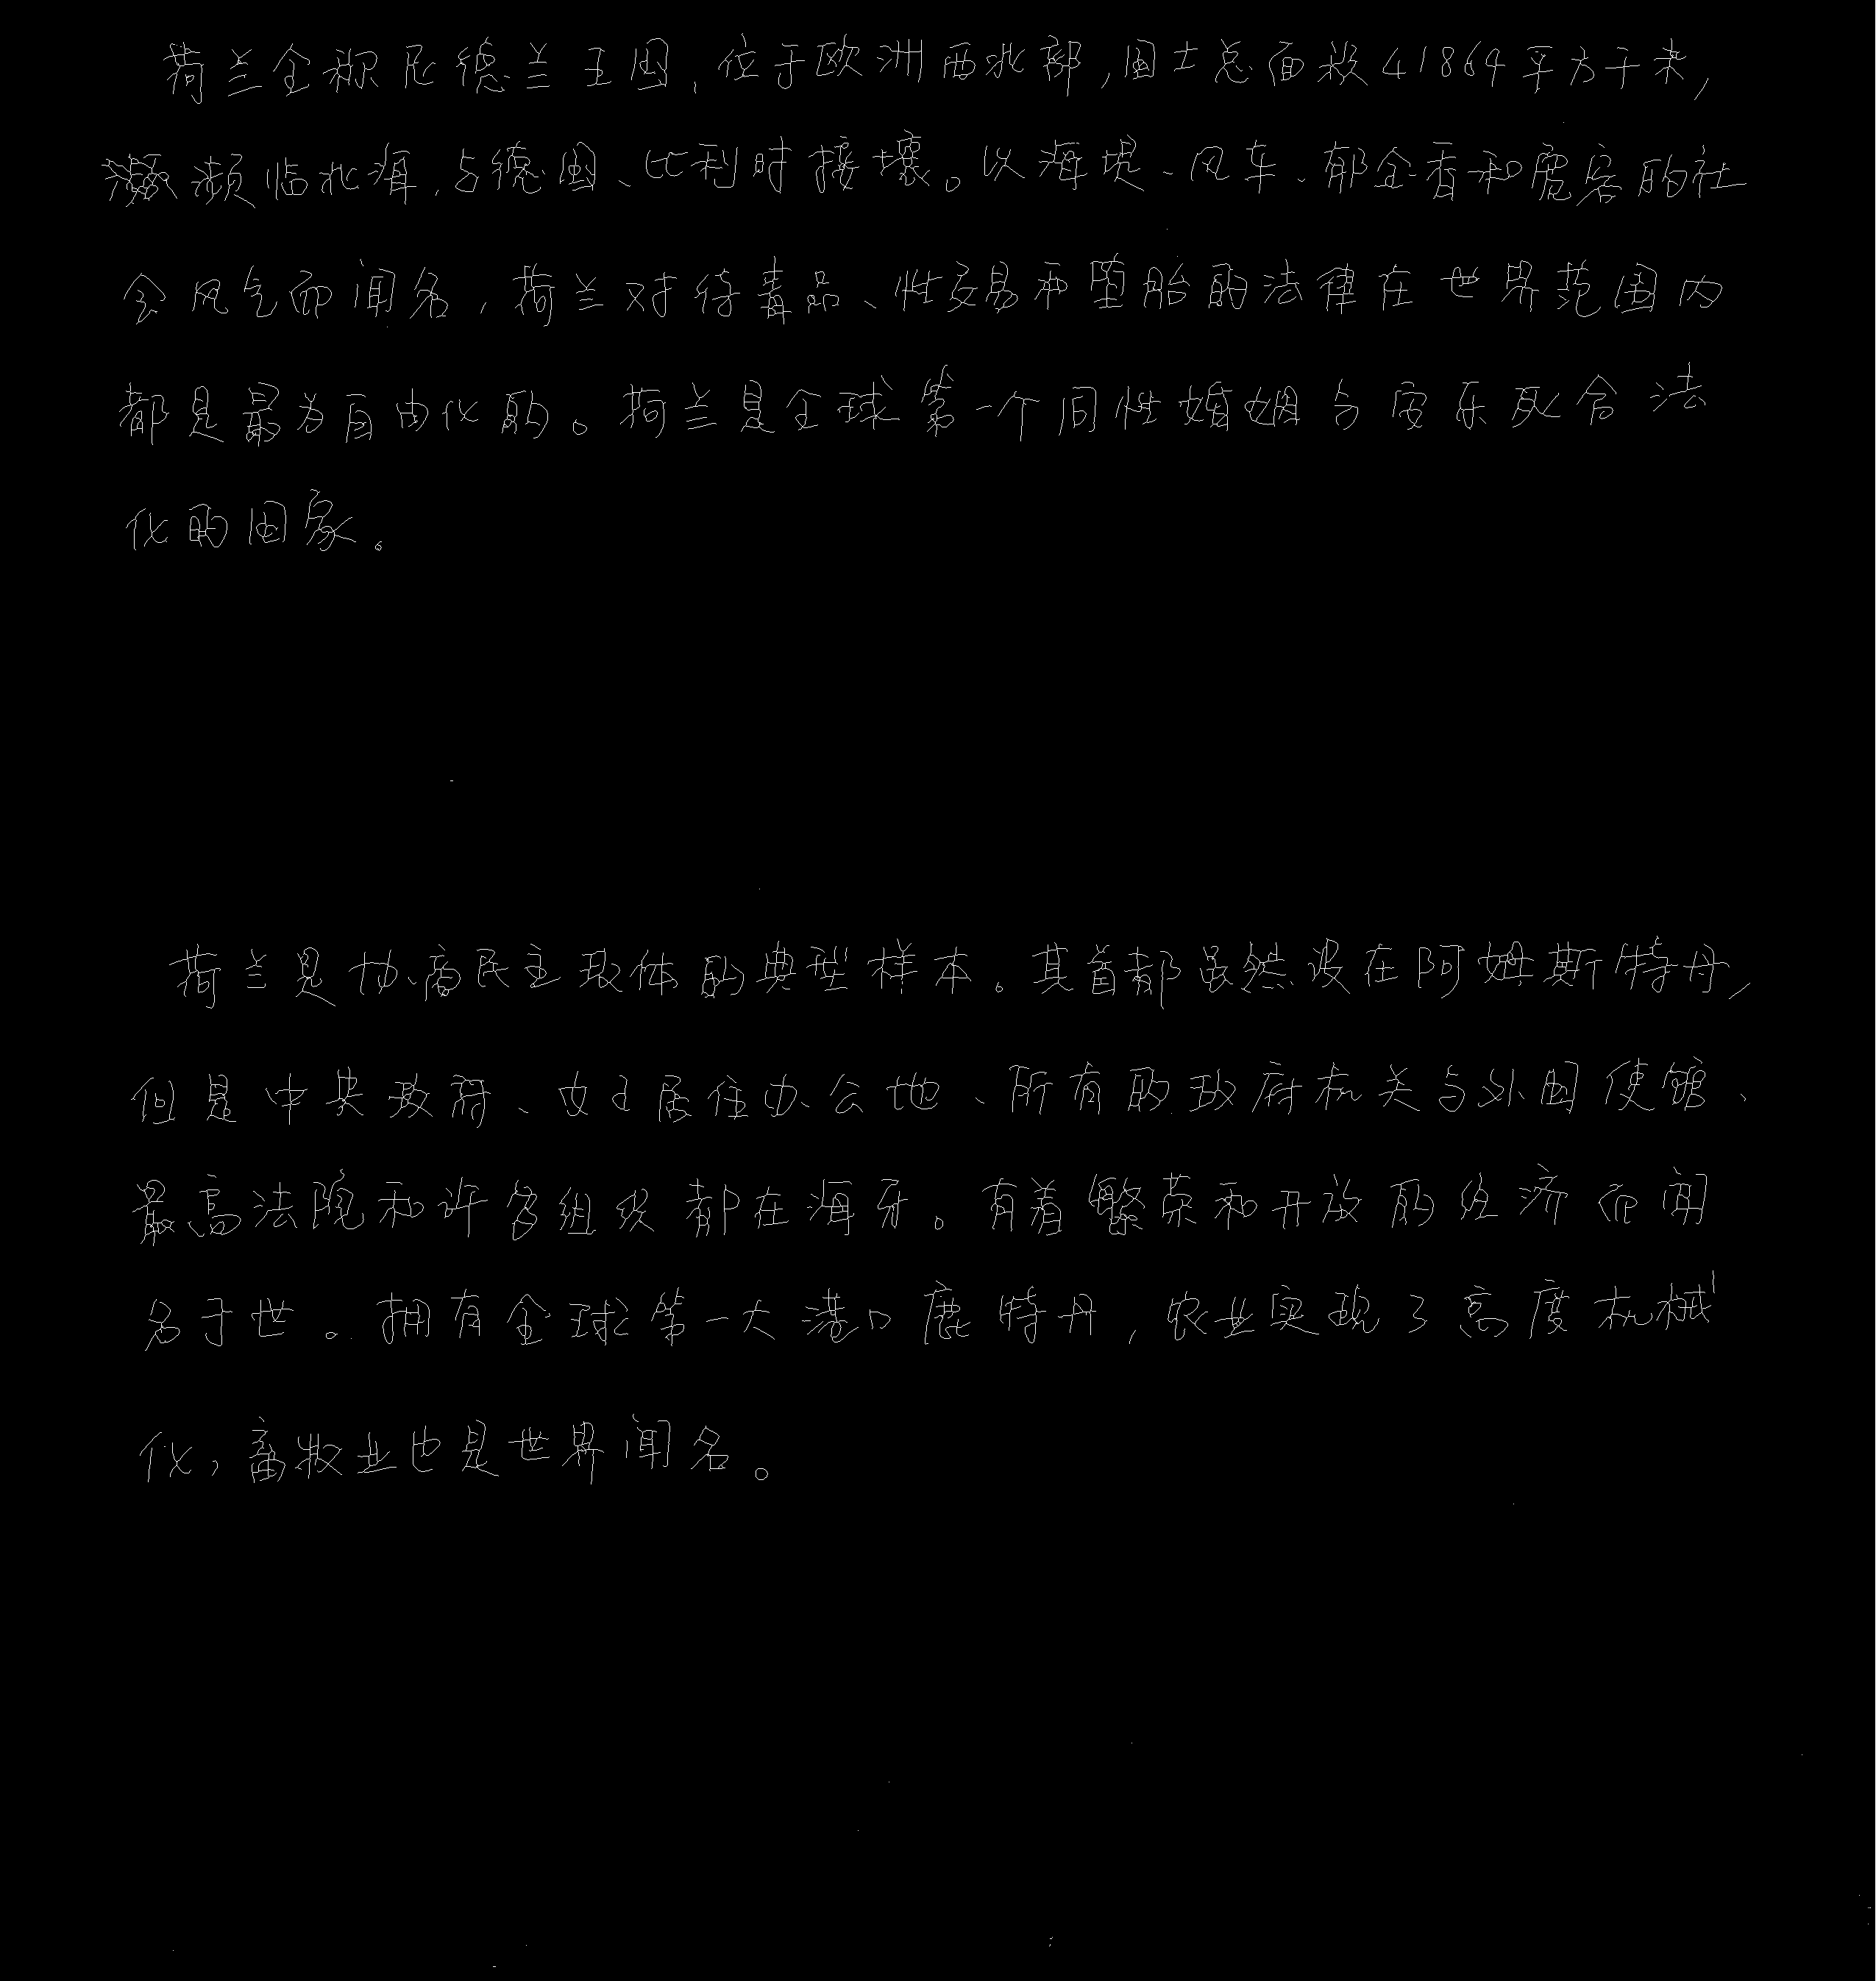 荷兰全称尼德兰王国,位于欧洲西北部,国土总面积41864平方千米,
濒临北海,与德国、比利时接壤。以海堤、风车、郁金香和宽容的社
会风气而闻名,荷兰对待毒品、性交易和堕胎的法律在世界范围内
都是最为自由化的。荷兰是全球第一个同性婚姻与安乐死合法
化的国家。
荷兰是协商民主政体的典型样本。其首都虽然设在阿姆斯特丹,
但是中央政府、女王居住办公地、所有的政府机关与外国使馆、
最高法院和许多组织都在海牙。有着繁荣和开放的经济而闻
名于世。拥有全球第一大港口鹿特丹,农业实现了高度机械
化,畜牧业也是世界闻名。